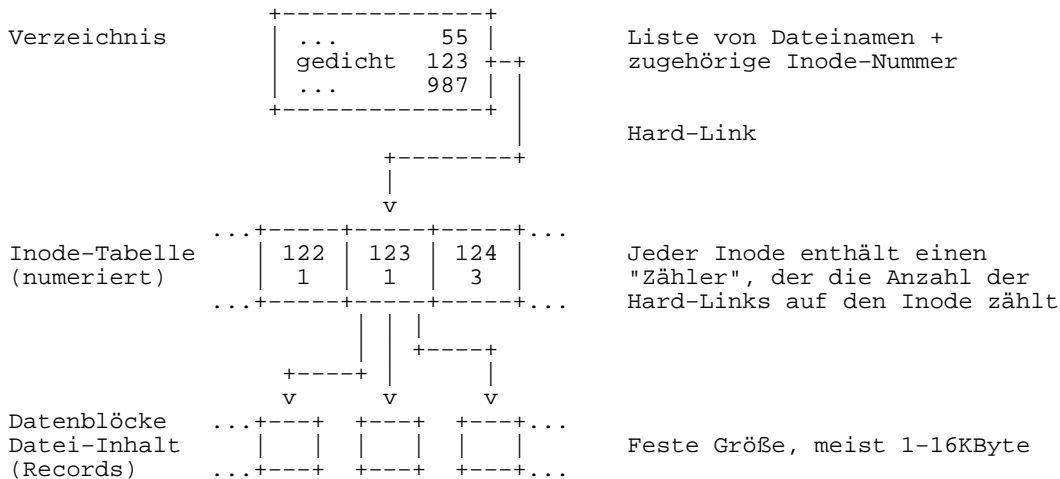 Verzeichnis | ... 55 | Liste von Dateinamen +
| gedicht 123 +-+ zugehörige Inode-Nummer
| ... 987 | |
Hard-Link
Inode-Tabelle | 122 | 123 | 124 | Jeder Inode enthält einen
(numeriert) | 1 | 1 | 3 | "Zähler", der die Anzahl der
...+-----+-----+-----+... Hard-Links auf den Inode zählt
v v v
Datenblöcke ...+---+ +---+ +---+...
Datei-Inhalt | | | | | | Feste Größe, meist 1-16KByte
(Records) ...+---+ +---+ +---+...